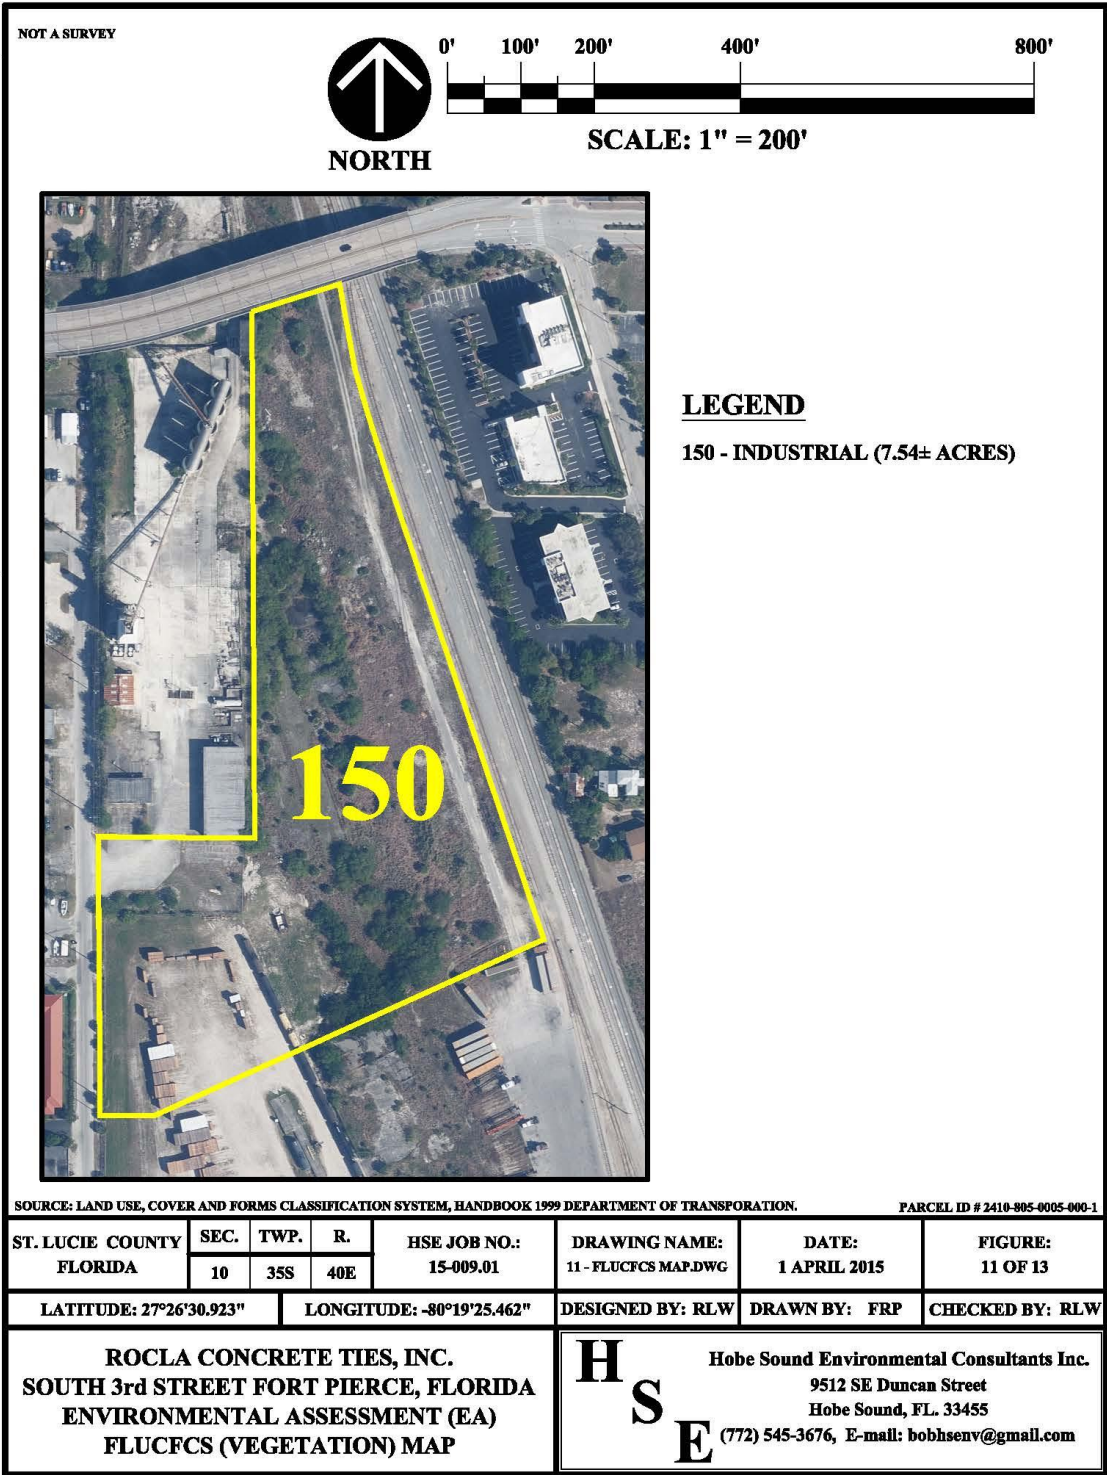 NOT A SURVEY
0' 100' 200' 400' 800'
SCALE: 1" = 200'
NORTH
LEGEND
150 - INDUSTRIAL (7.54± ACRES)
150
SOURCE: LAND USE, COVER AND FORMS CLASSIFICATION SYSTEM, HANDBOOK 1999 DEPARTMENT OF TRANSPORATION.
PARCEL ID # 2410-805-0005-000-1
ST. LUCIE COUNTY
FLORIDA
SEC.
10
TWP.
35S
R.
40E
HSE JOB NO.:
15-009.01
DRAWING NAME:
11 - FLUCFCS MAP.DWG
DATE:
1 APRIL 2015
FIGURE:
11 OF 13
LATITUDE: 27°26'30.923"
LONGITUDE: -80°19'25.462"
DESIGNED BY: RLW
DRAWN BY: FRP
CHECKED BY: RLW
ROCLA CONCRETE TIES, INC.
SOUTH 3rd STREET FORT PIERCE, FLORIDA
ENVIRONMENTAL ASSESSMENT (EA)
FLUCFCS (VEGETATION) MAP
H
S
E
Hobe Sound Environmental Consultants Inc.
9512 SE Duncan Street
Hobe Sound, FL. 33455
(772) 545-3676, E-mail: bobhsenv@gmail.com